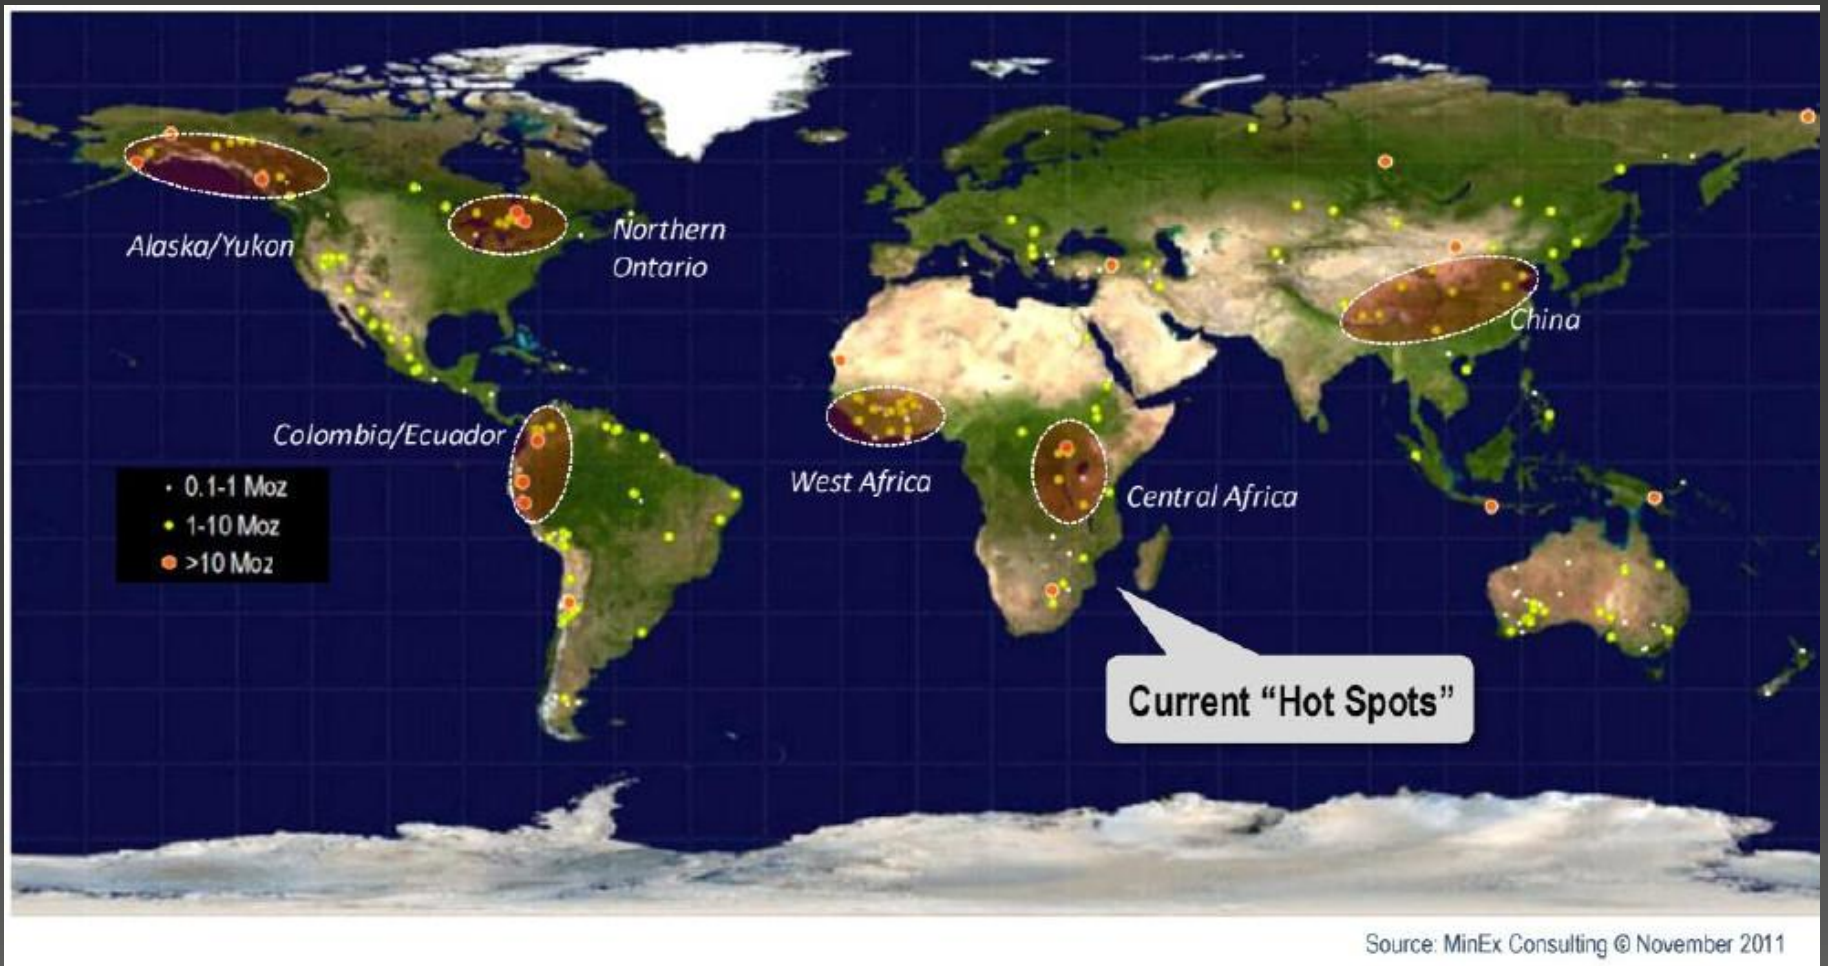 Alaska/Yukon
Northern
Ontario
China
Colombia/Ecuador
West Africa
Central Africa
0.1-1 Moz
1-10 Moz
>10 Moz
Current “Hot Spots”
Source: MinEx Consulting © November 2011